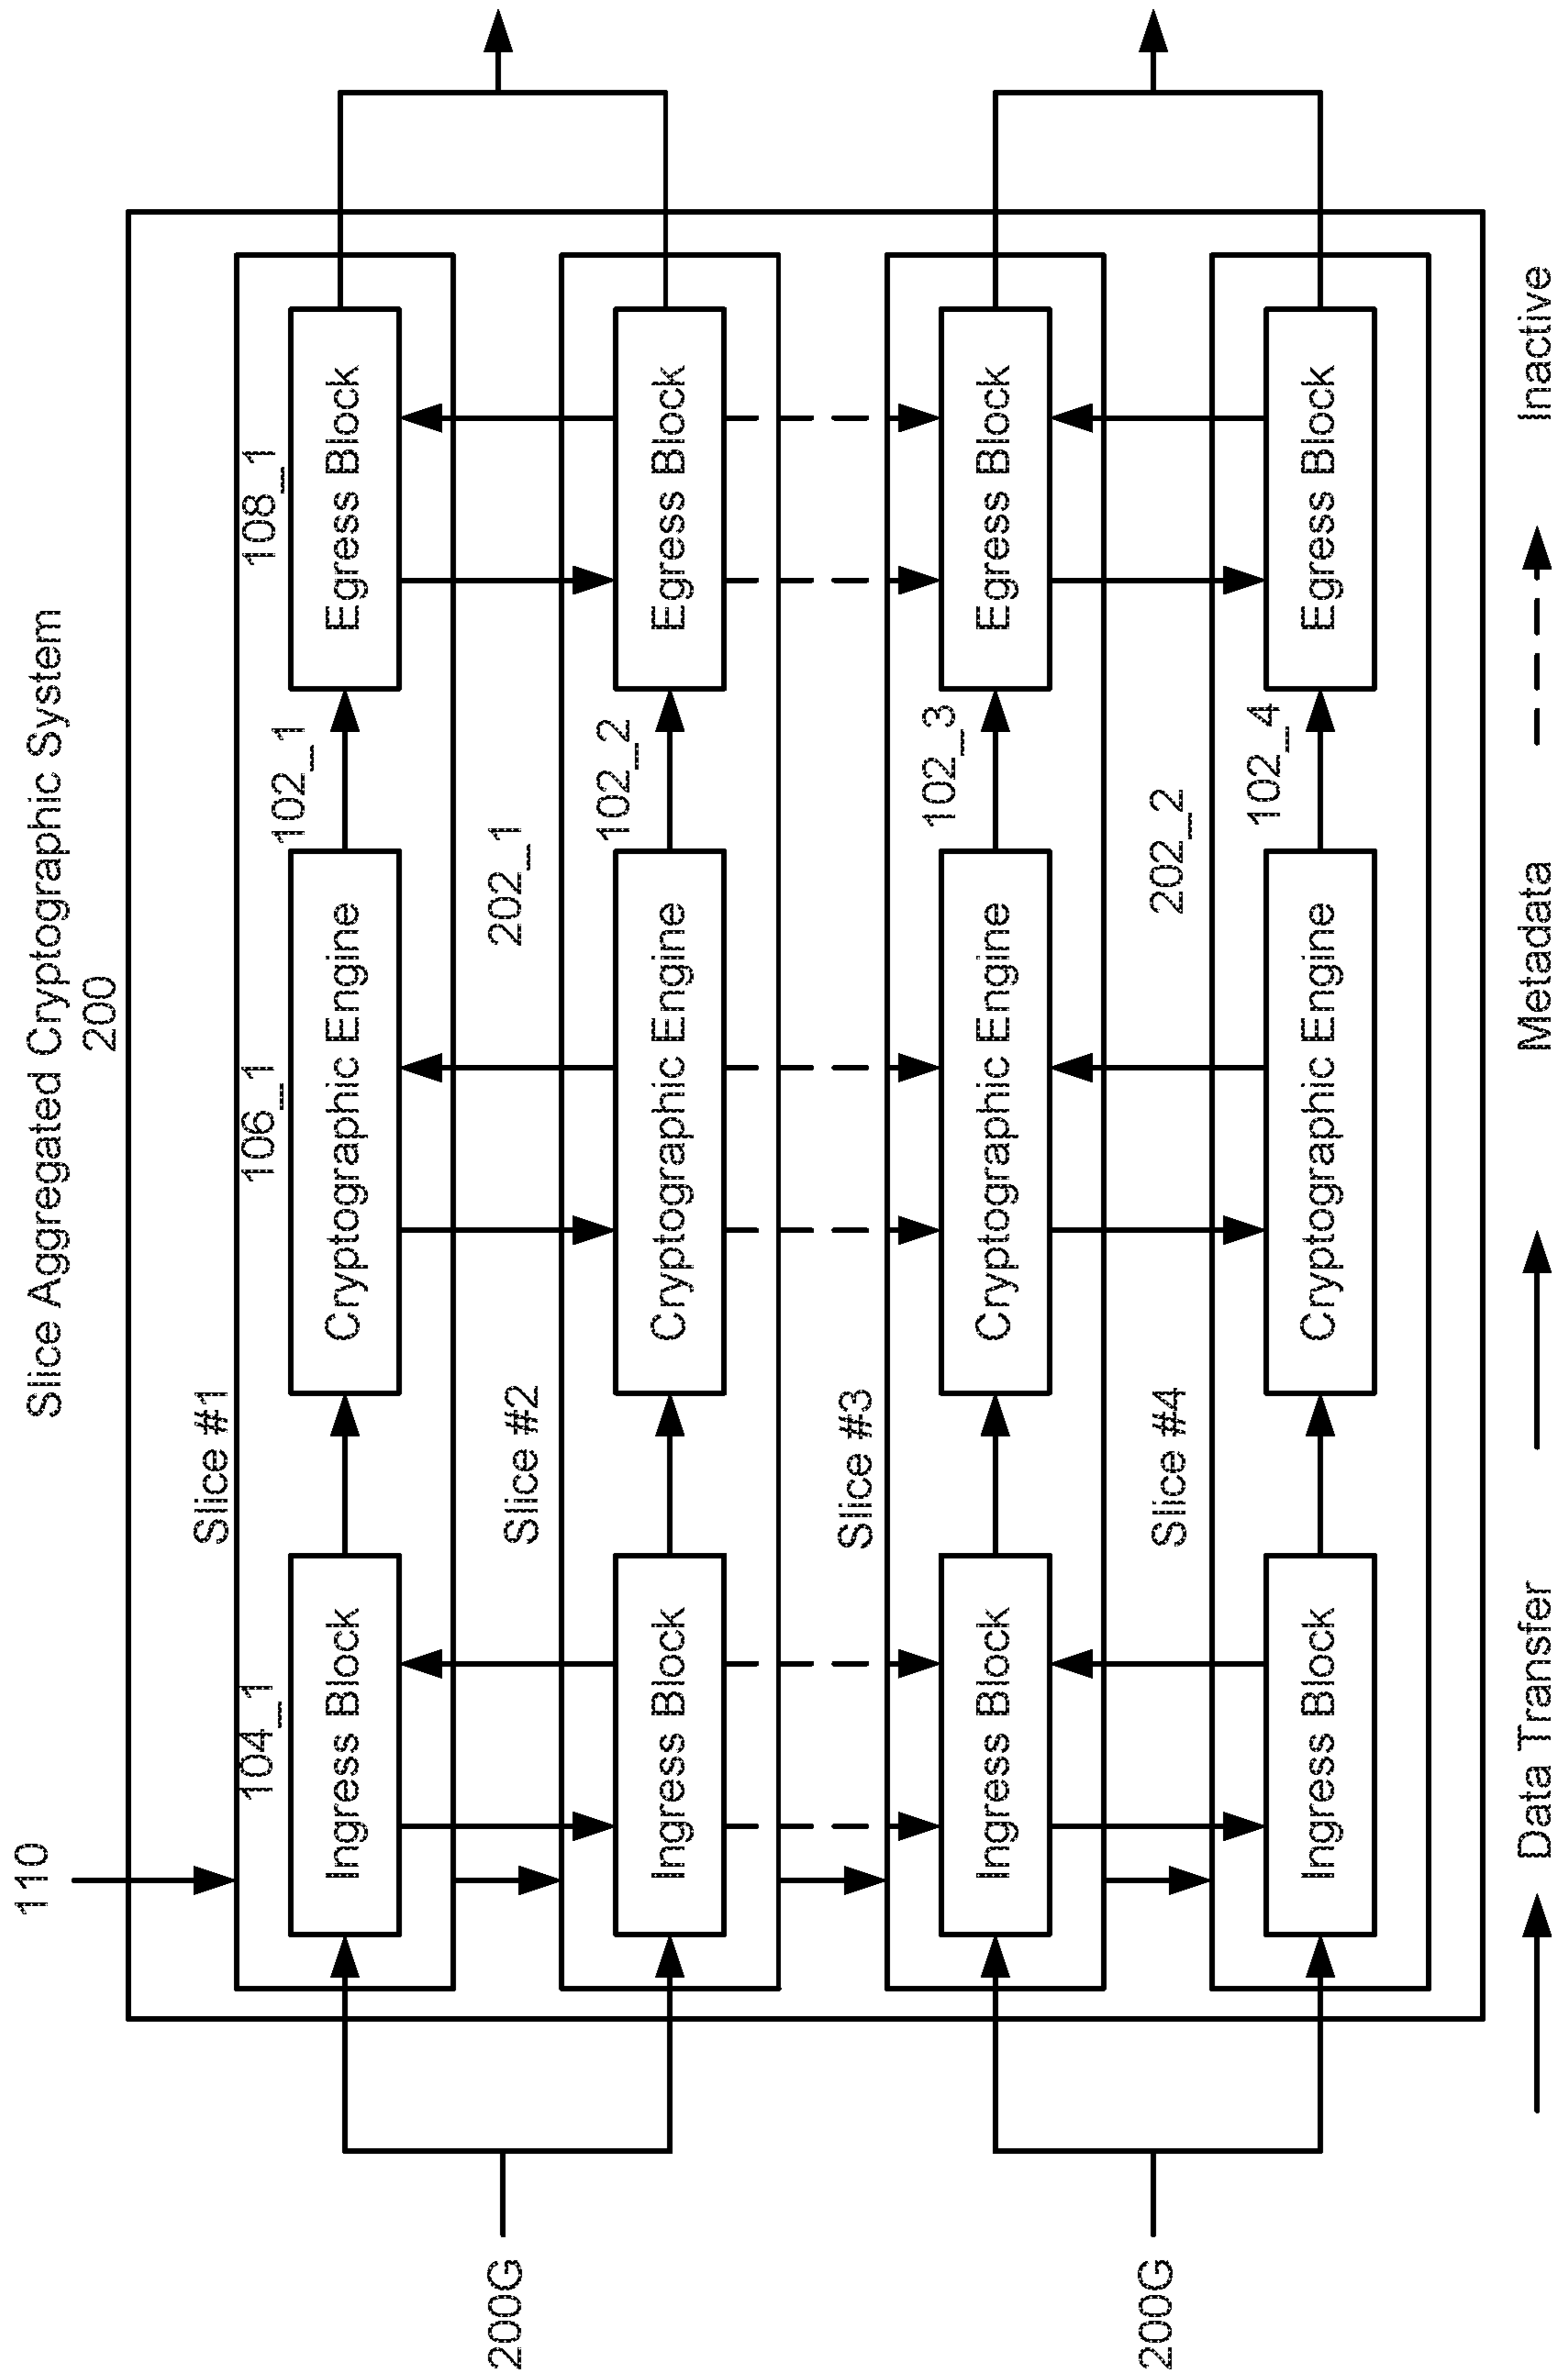 Slice Aggregated Cryptographic System
200
110
Slice #1
104_1
106_1
108_1
Ingress Block
Cryptographic Engine
102_1
Egress Block
200G
Slice #2
202_1
Ingress Block
Cryptographic Engine
102_2
Egress Block
Slice #3
Ingress Block
Cryptographic Engine
102_3
Egress Block
200G
Slice #4
202_2
Ingress Block
Cryptographic Engine
102_4
Egress Block
Data Transfer
Metadata
Inactive